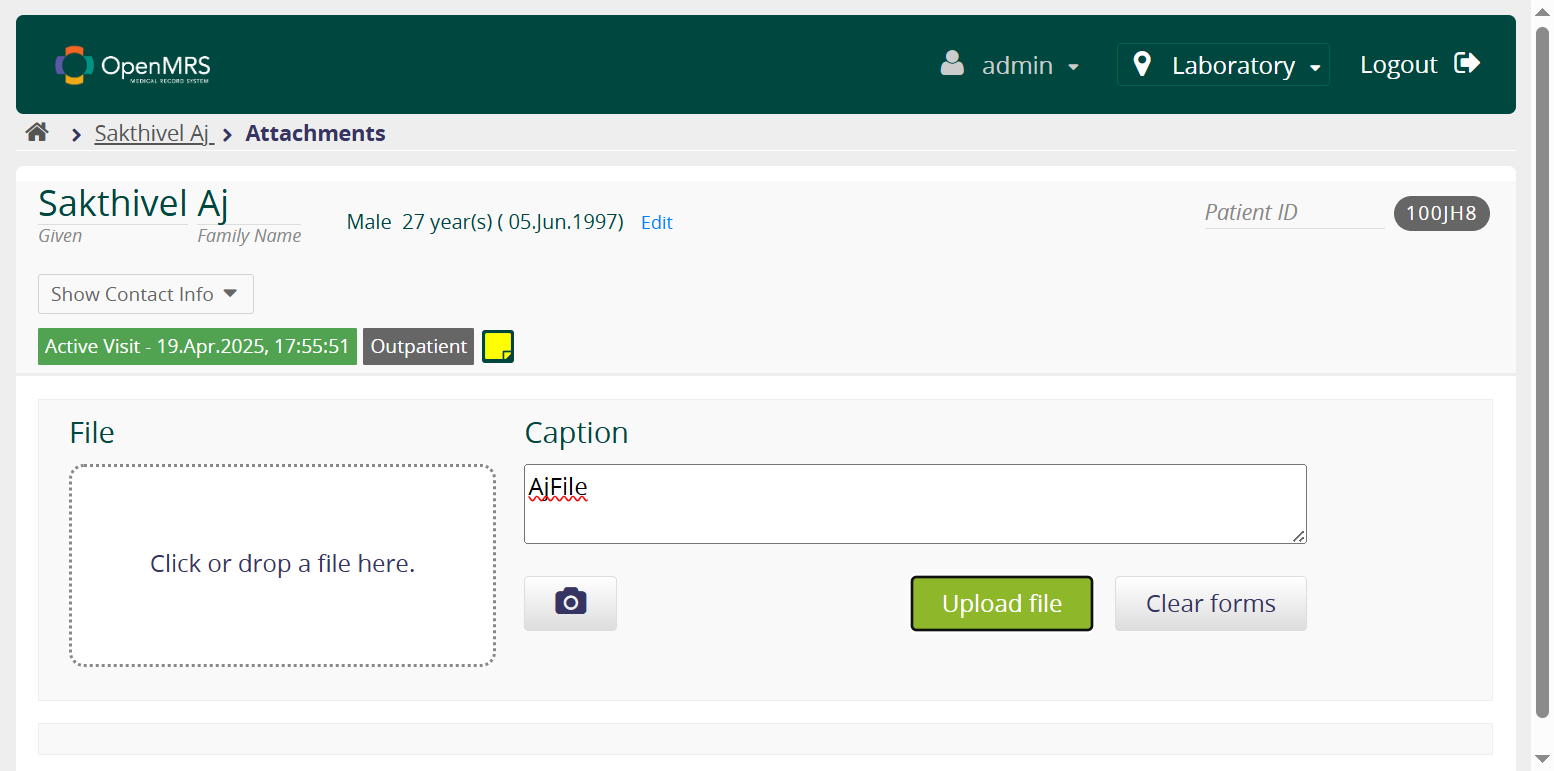 OpenMRS
MEDICAL RECORD SYSTEM
admin
Laboratory
Logout
Sakthivel Aj
Attachments
Sakthivel Aj
Given Family Name
Male 27 year(s) ( 05.Jun.1997) Edit
Patient ID 100JH8
Show Contact Info
Active Visit - 19.Apr.2025, 17:55:51 Outpatient
File
Caption
AjFile
Click or drop a file here.
Upload file
Clear forms